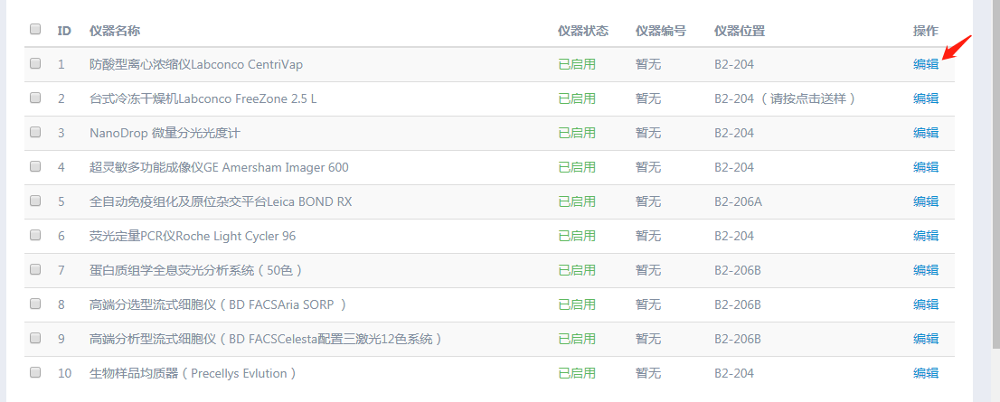 ID 仪器名称 仪器状态 仪器编号 仪器位置 操作
1 防酸型离心浓缩仪Labconco CentriVap 已启用 暂无 B2-204 编辑
2 台式冷冻干燥机Labconco FreeZone 2.5 L 已启用 暂无 B2-204 （请按点击送样） 编辑
3 NanoDrop 微量分光光度计 已启用 暂无 B2-204 编辑
4 超灵敏多功能成像仪GE Amersham Imager 600 已启用 暂无 B2-204 编辑
5 全自动免疫组化及原位杂交平台Leica BOND RX 已启用 暂无 B2-206A 编辑
6 荧光定量PCR仪Roche Light Cycler 96 已启用 暂无 B2-204 编辑
7 蛋白质组学全息荧光分析系统（50色） 已启用 暂无 B2-206B 编辑
8 高端分选型流式细胞仪（BD FACSAria SORP ） 已启用 暂无 B2-206B 编辑
9 高端分析型流式细胞仪（BD FACSCelesta配置三激光12色系统） 已启用 暂无 B2-206B 编辑
10 生物样品均质器（Precellys Evlution） 已启用 暂无 B2-204 编辑